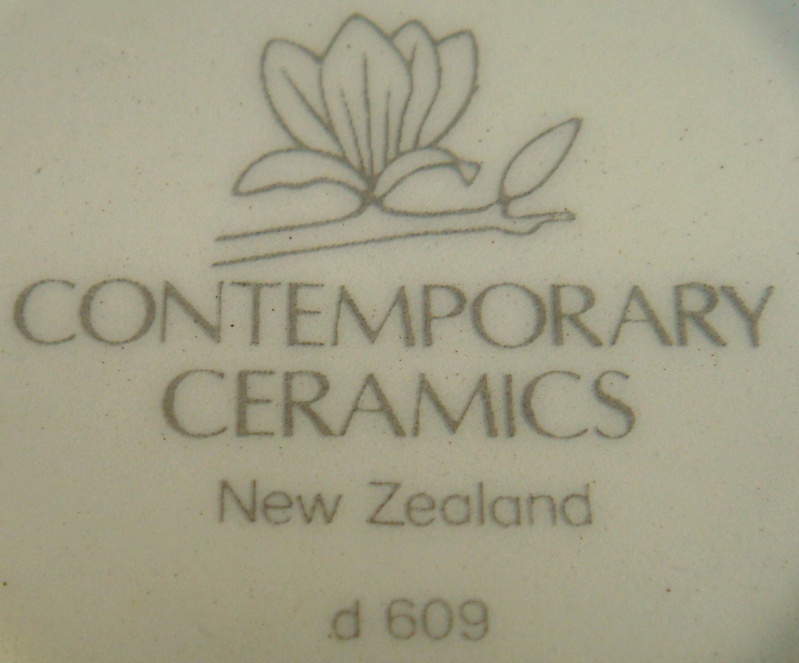 CONTEMPORARY
CERAMICS
New Zealand
d 609